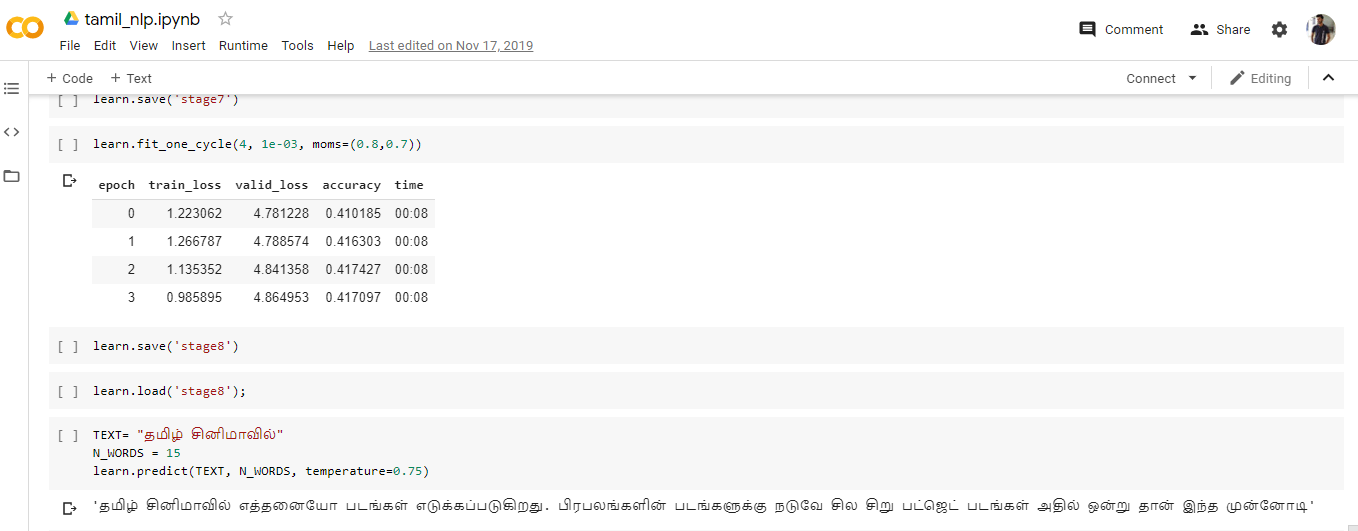 tamil_nlp.ipynb
File Edit View Insert Runtime Tools Help Last edited on Nov 17, 2019
Comment Share
+ Code + Text
Connect Editing
[ ] learn.save('stage7')
[ ] learn.fit_one_cycle(4, 1e-03, moms=(0.8,0.7))
epoch train_loss valid_loss accuracy time
0 1.223062 4.781228 0.410185 00:08
1 1.266787 4.788574 0.416303 00:08
2 1.135352 4.841358 0.417427 00:08
3 0.985895 4.864953 0.417097 00:08
[ ] learn.save('stage8')
[ ] learn.load('stage8');
[ ] TEXT= "தமிழ் சினிமாவில்"
N_WORDS = 15
learn.predict(TEXT, N_WORDS, temperature=0.75)
'தமிழ் சினிமாவில் எத்தனையோ படங்கள் எடுக்கப்படுகிறது. பிரபலங்களின் படங்களுக்கு நடுவே சில சிறு பட்ஜெட் படங்கள் அதில் ஒன்று தான் இந்த முன்னோடி'